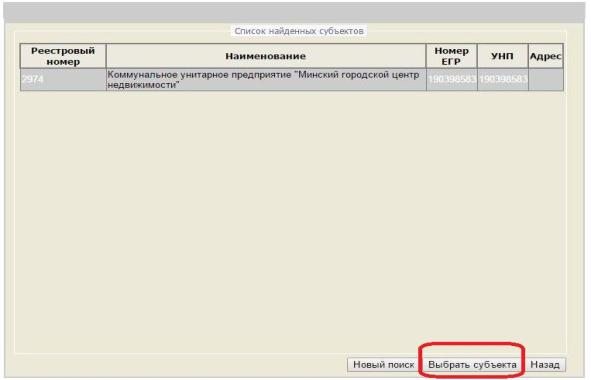 Список найденных субъектов
Реестровый номер Наименование Номер ЕГР УНП Адрес
2974 Коммунальное унитарное предприятие "Минский городской центр недвижимости" 190398583 190398583
Новый поиск Выбрать субъекта Назад